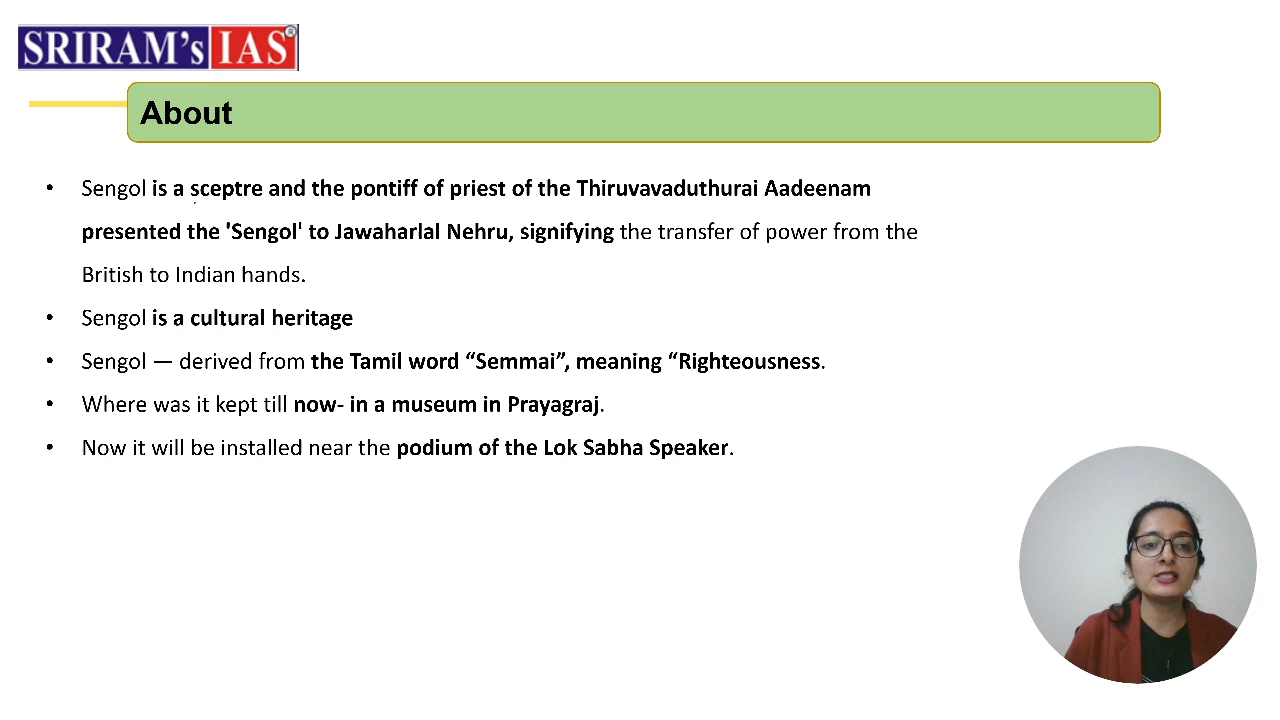 SRIRAM's IAS ®
About
• Sengol is a sceptre and the pontiff of priest of the Thiruvavaduthurai Aadeenam
presented the 'Sengol' to Jawaharlal Nehru, signifying the transfer of power from the
British to Indian hands.
• Sengol is a cultural heritage
• Sengol — derived from the Tamil word “Semmai”, meaning “Righteousness.
• Where was it kept till now- in a museum in Prayagraj.
• Now it will be installed near the podium of the Lok Sabha Speaker.